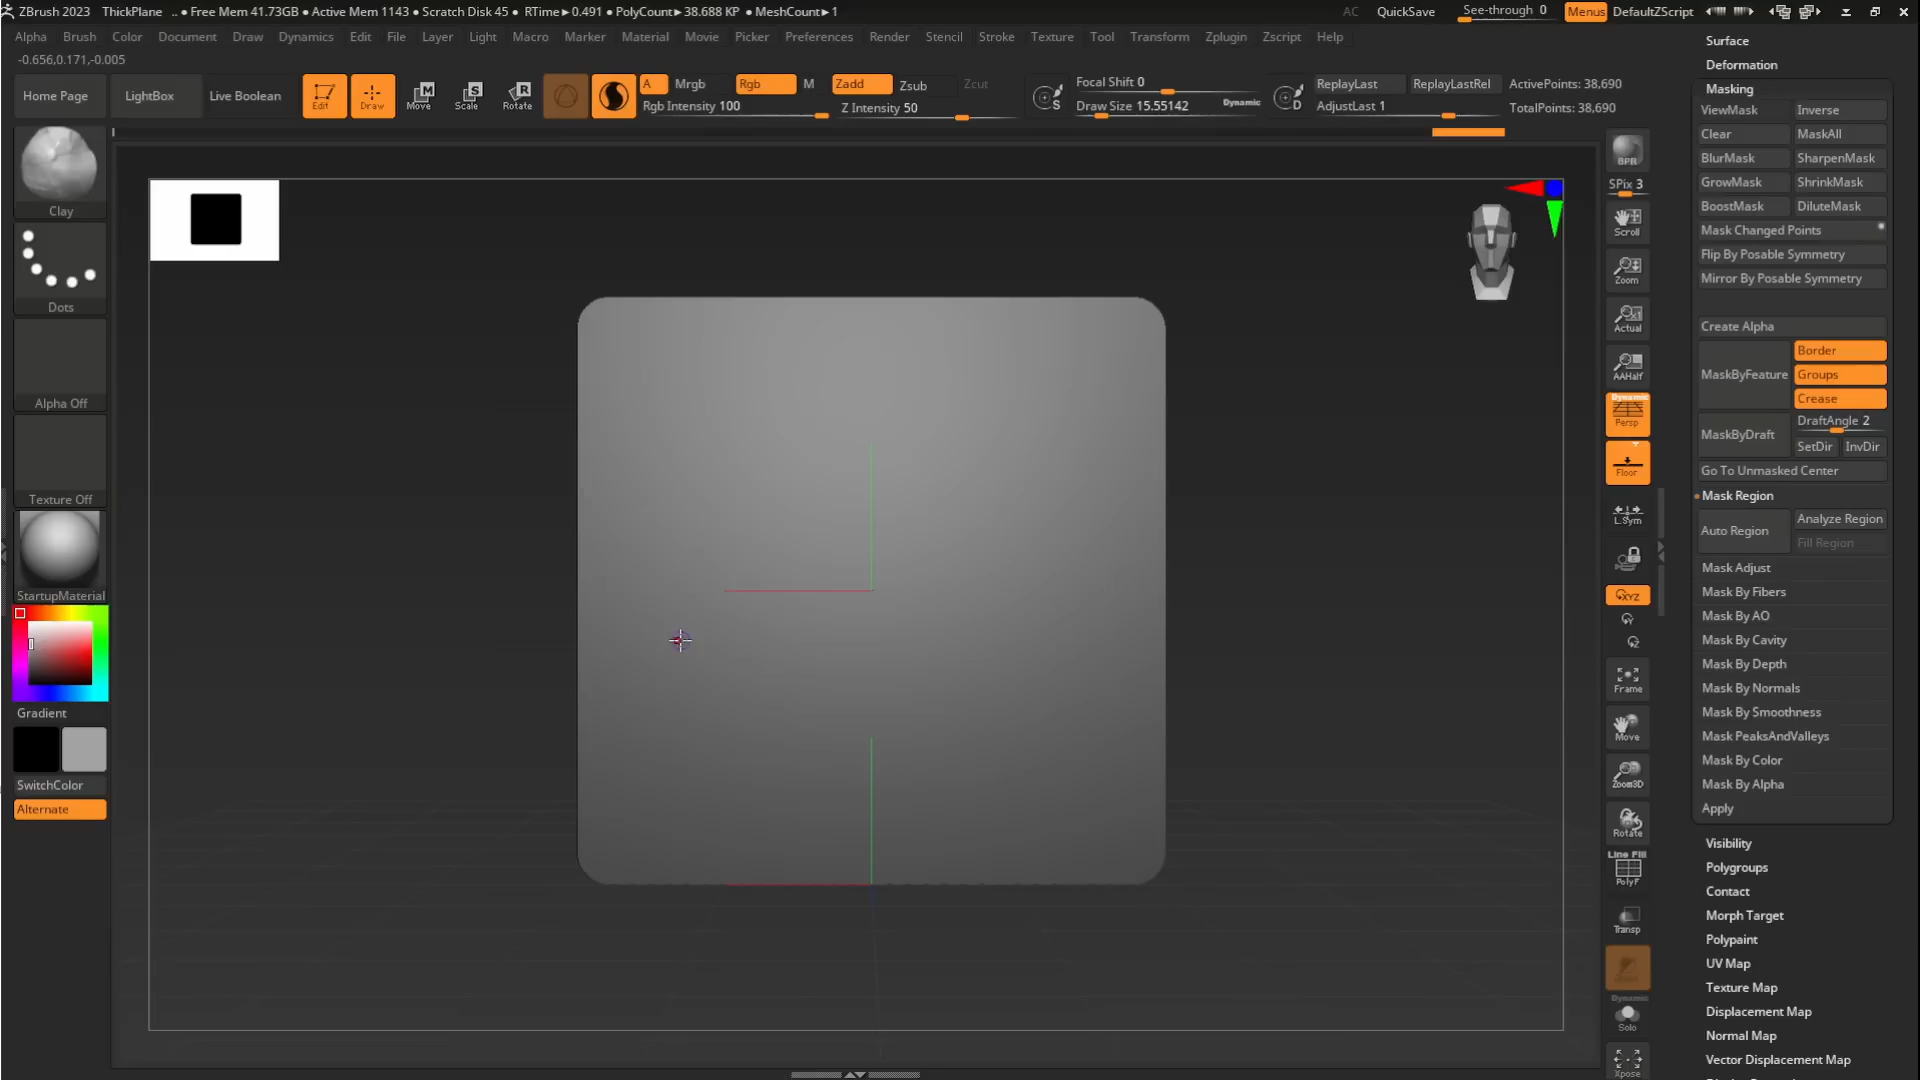 ZBrush 2023 ThickPlane .. ● Free Mem 41.73GB ● Active Mem 1143 ● Scratch Disk 45 ● RTime►0.491 ● PolyCount►38.688 KP ● MeshCount►1 AC QuickSave See-through 0 Menus DefaultZScript
Alpha Brush Color Document Draw Dynamics Edit File Layer Light Macro Marker Material Movie Picker Preferences Render Stencil Stroke Texture Tool Transform Zplugin Zscript Help
-0.656,0.171,-0.005
Home Page LightBox Live Boolean Edit Draw Move Scale Rotate
M S R
A Mrgb Rgb M Zadd Zsub Zcut
Rgb Intensity 100 Z Intensity 50
S Focal Shift 0
Draw Size 15.55142 Dynamic
D ReplayLast ReplayLastRel ActivePoints: 38,690
AdjustLast 1 TotalPoints: 38,690
Clay
Dots
Alpha Off
Texture Off
StartupMaterial
Gradient
SwitchColor
Alternate
BPR
SPix 3
Scroll
Zoom
Actual
AAHalf
Dynamic
Persp
Floor
L.Sym
XYZ
Y
Z
Frame
Move
Zoom3D
Rotate
Line Fill
PolyF
Transp
Dynamic
Solo
Xpose
Surface
Deformation
Masking
ViewMask Inverse
Clear MaskAll
BlurMask SharpenMask
GrowMask ShrinkMask
BoostMask DiluteMask
Mask Changed Points
Flip By Posable Symmetry
Mirror By Posable Symmetry
Create Alpha
MaskByFeature Border
Groups
Crease
MaskByDraft DraftAngle 2
SetDir InvDir
Go To Unmasked Center
Mask Region
Auto Region Analyze Region
Fill Region
Mask Adjust
Mask By Fibers
Mask By AO
Mask By Cavity
Mask By Depth
Mask By Normals
Mask By Smoothness
Mask PeaksAndValleys
Mask By Color
Mask By Alpha
Apply
Visibility
Polygroups
Contact
Morph Target
Polypaint
UV Map
Texture Map
Displacement Map
Normal Map
Vector Displacement Map